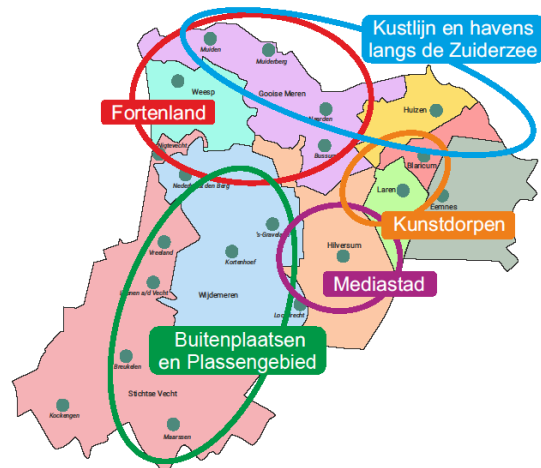 Kustlijn en havens
langs de Zuiderzee
Muiden
Muiderberg
Weesp
Gooise Meren
Huizen
Fortenland
Naarden
Nigtevecht
Bussum
Blaricum
Nederhorst den Berg
Laren
Eemnes
's-Graveland
Kunstdorpen
Vreeland
Kortenhoef
Hilversum
Mediastad
Loenen a/d Vecht
Wijdemeren
Loosdrecht
Buitenplaatsen
en Plassengebied
Breukelen
Stichtse Vecht
Kockengen
Maarssen